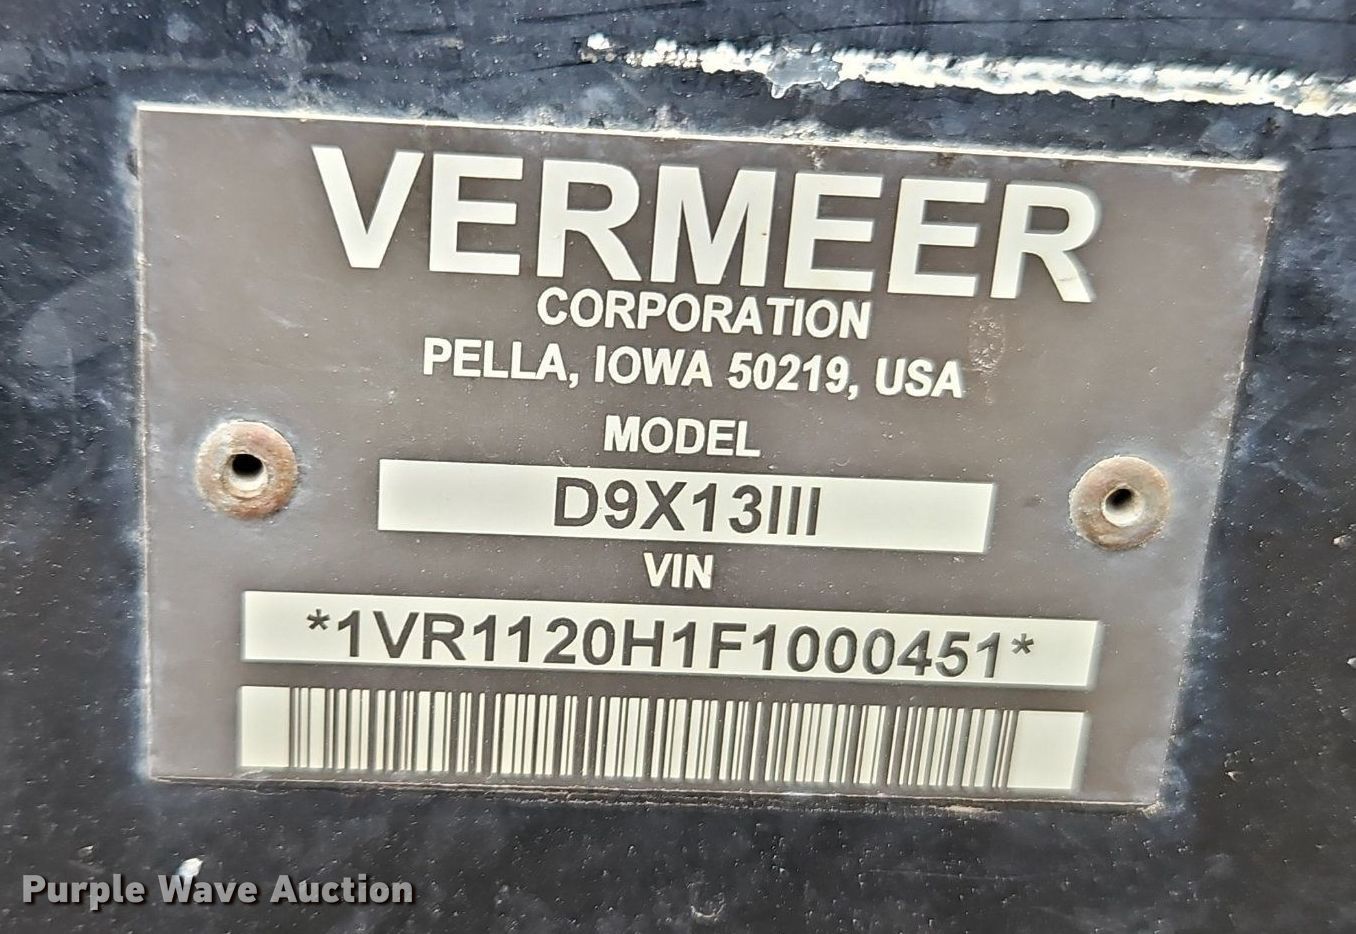 VERMEER
CORPORATION
PELLA, IOWA 50219, USA
MODEL
D9X13III
VIN
*1VR1120H1F1000451*
Purple Wave Auction